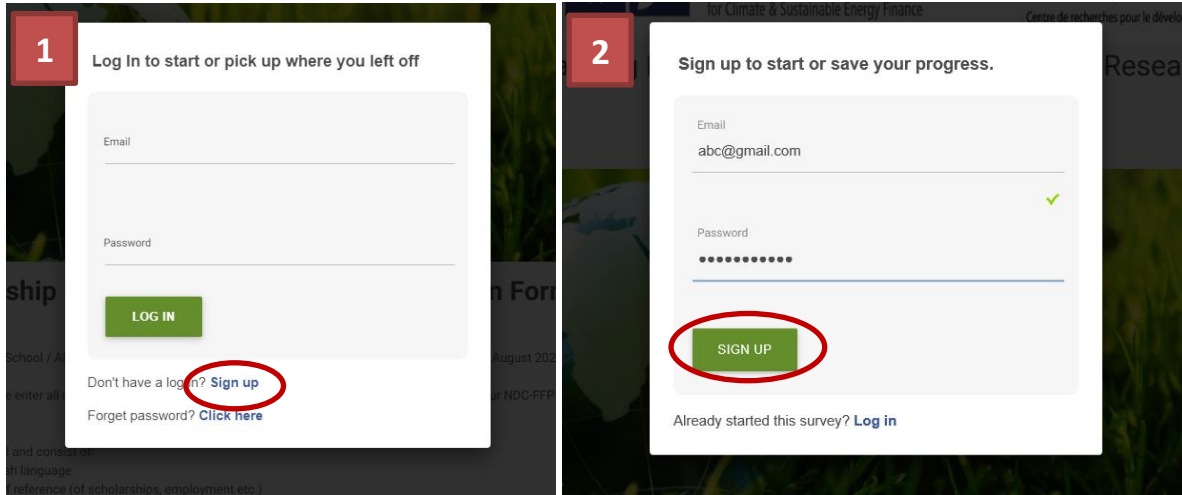 1
Log In to start or pick up where you left off
Email
Password
LOG IN
Don't have a login? Sign up
Forget password? Click here
ship
n For
School / A
August 202
e enter all
ur NDC-FFP
l and consist of:
sh language
f reference (of scholarships, employment etc.)
2
for Climate & Sustainable Energy Finance
Centre de recherches pour le dévelo
Resea
Sign up to start or save your progress.
Email
abc@gmail.com
Password
•••••••••••
SIGN UP
Already started this survey? Log in